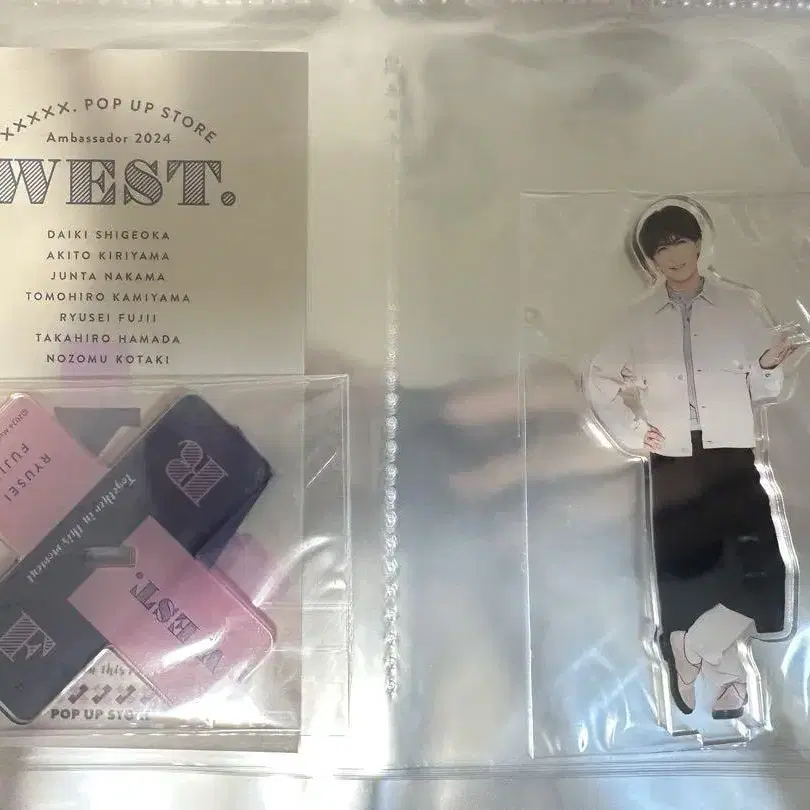 XXXXX. POP UP STORE
Ambassador 2024
WEST.
DAIKI SHIGEOKA
AKITO KIRIYAMA
JUNTA NAKAMA
TOMOHIRO KAMIYAMA
RYUSEI FUJII
TAKAHIRO HAMADA
NOZOMU KOTAKI
RYUSEI
FUJI
R
Together in this moment!
WEST.
F
this
POP UP STORE